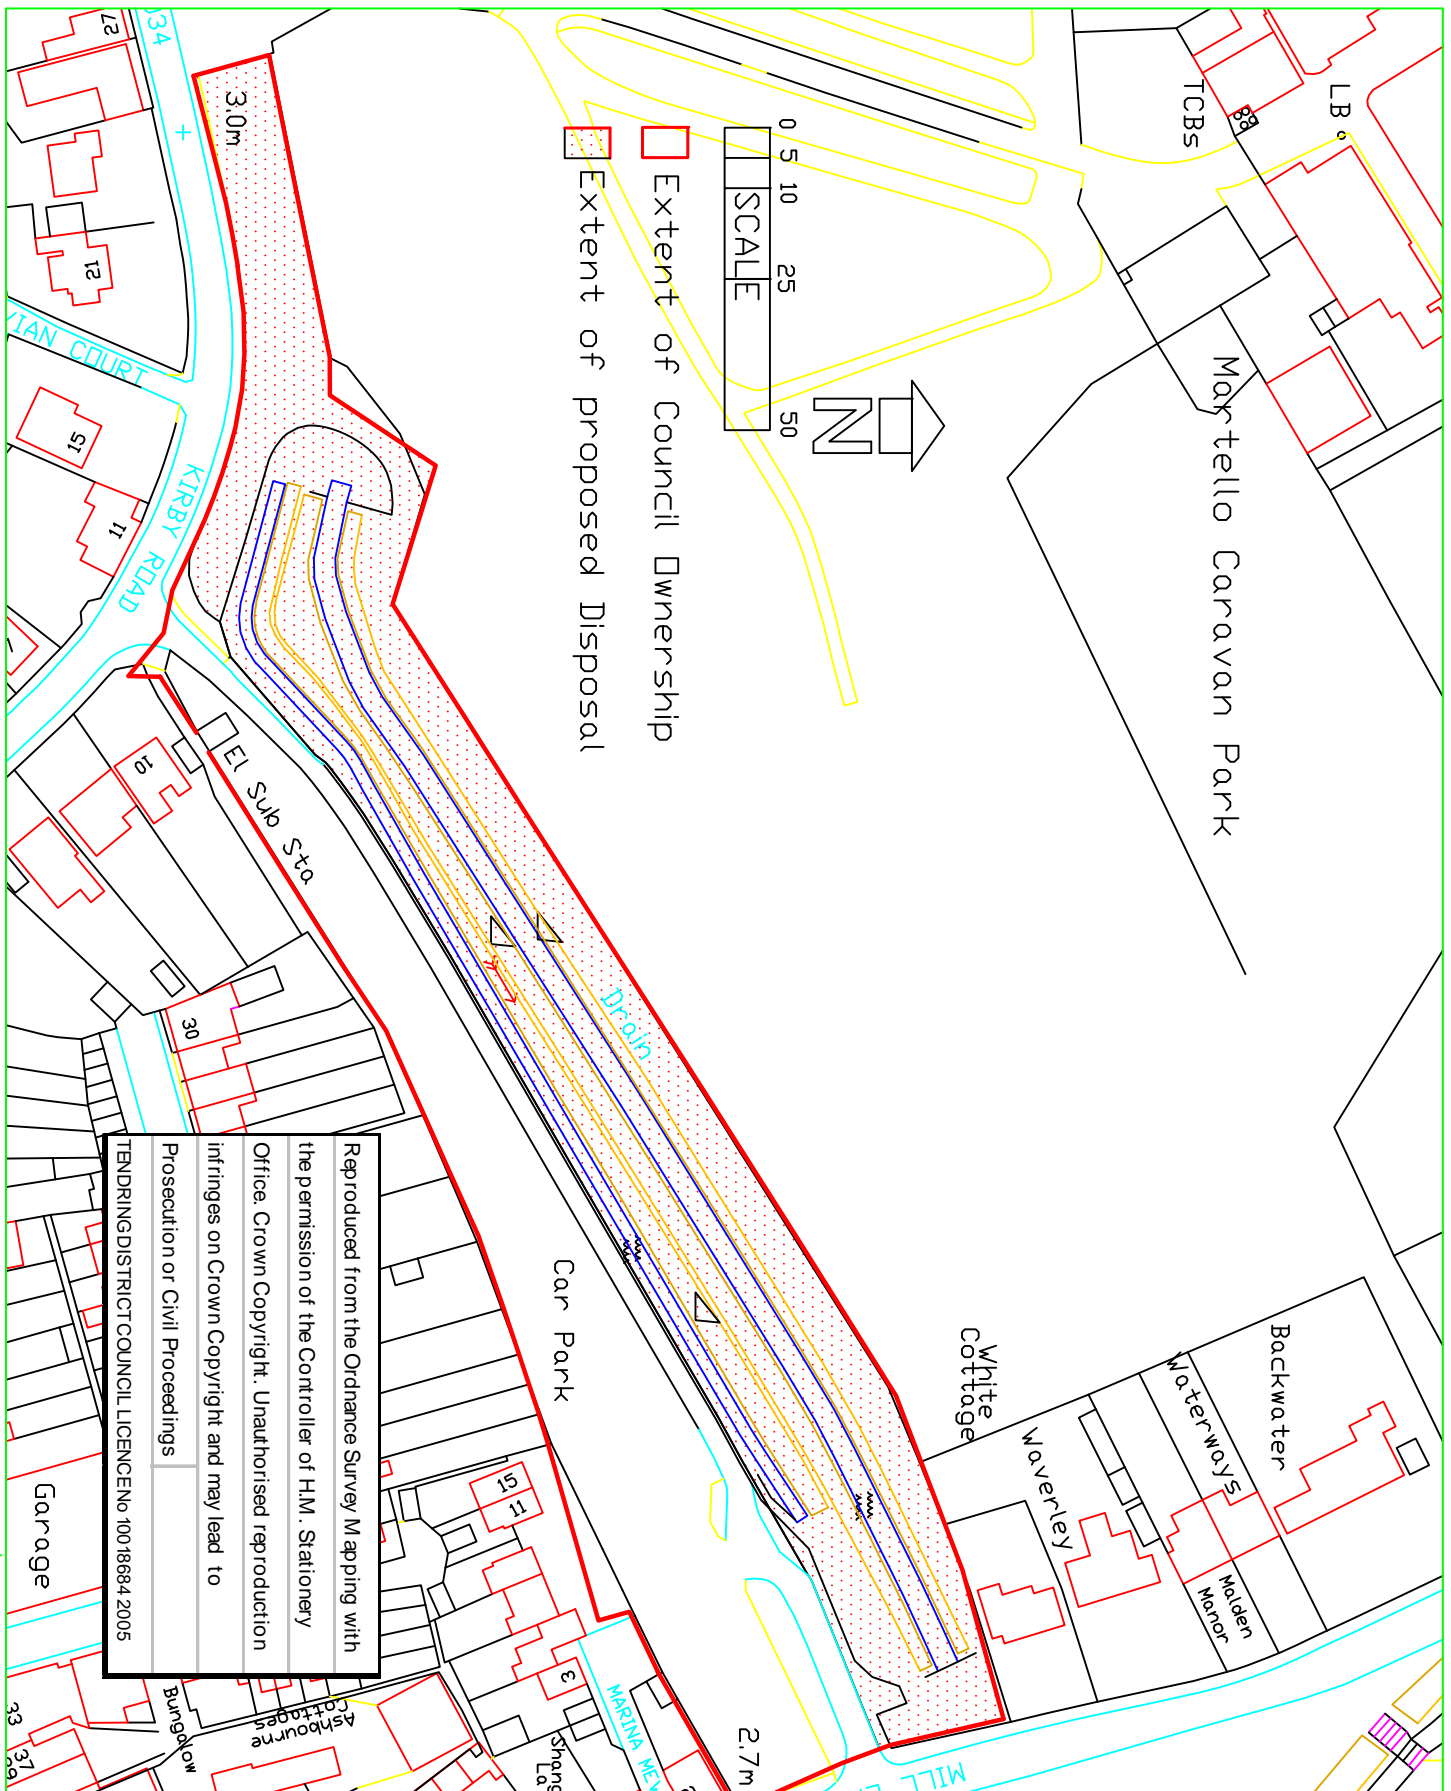 LB
TCBs
88
Martello Caravan Park
0 5 10 25 50
SCALE
N
Extent of Council Ownership
Extent of proposed Disposal
3.0m
27
21
15
11
KIRBY ROAD
10
El Sub Sta
30
Drain
Car Park
White
Cottage
Waverley
Waterways
Backwater
Malden
Manor
Reproduced from the Ordnance Survey Mapping with
the permission of the Controller of H.M. Stationery
Office. Crown Copyright. Unauthorised reproduction
infringes on Crown Copyright and may lead to
Prosecution or Civil Proceedings
TENDRING DISTRICT COUNCIL LICENCE No 10018684 2005
Garage
15
11
3
2.7m
Ashbourne
Cottages
Bungalow
33
37
COURT
MARINA
MILL